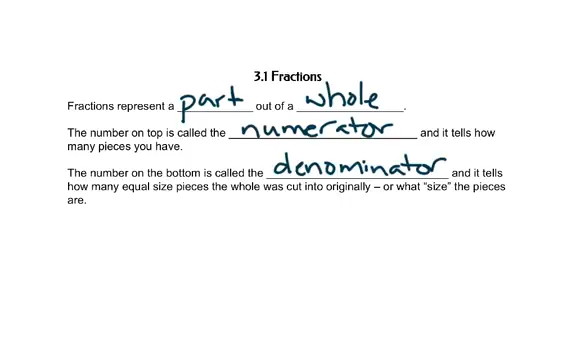 3.1 Fractions
Fractions represent a part out of a whole.
The number on top is called the numerator and it tells how
many pieces you have.
The number on the bottom is called the denominator and it tells
how many equal size pieces the whole was cut into originally – or what “size” the pieces
are.